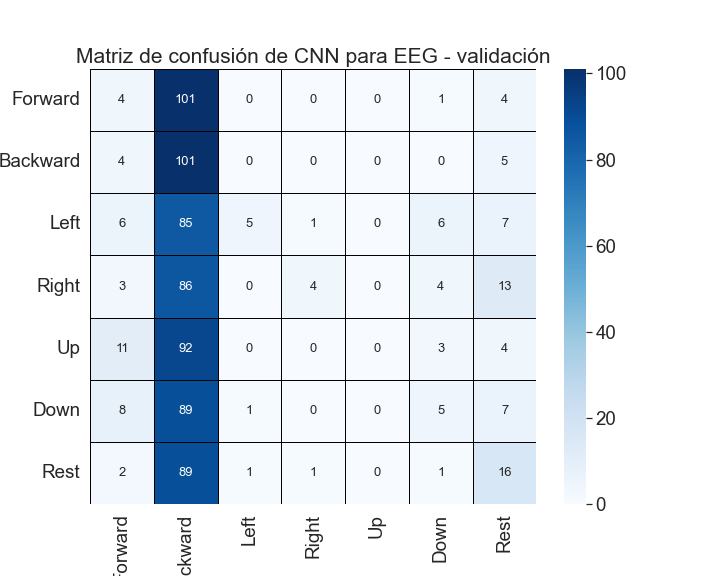 Matriz de confusión de CNN para EEG - validación
Forward 4 101 0 0 0 1 4
Backward 4 101 0 0 0 0 5
Left 6 85 5 1 0 6 7
Right 3 86 0 4 0 4 13
Up 11 92 0 0 0 3 4
Down 8 89 1 0 0 5 7
Rest 2 89 1 1 0 1 16
Forward
ckward
Left
Right
Up
Down
Rest
100
80
60
40
20
0